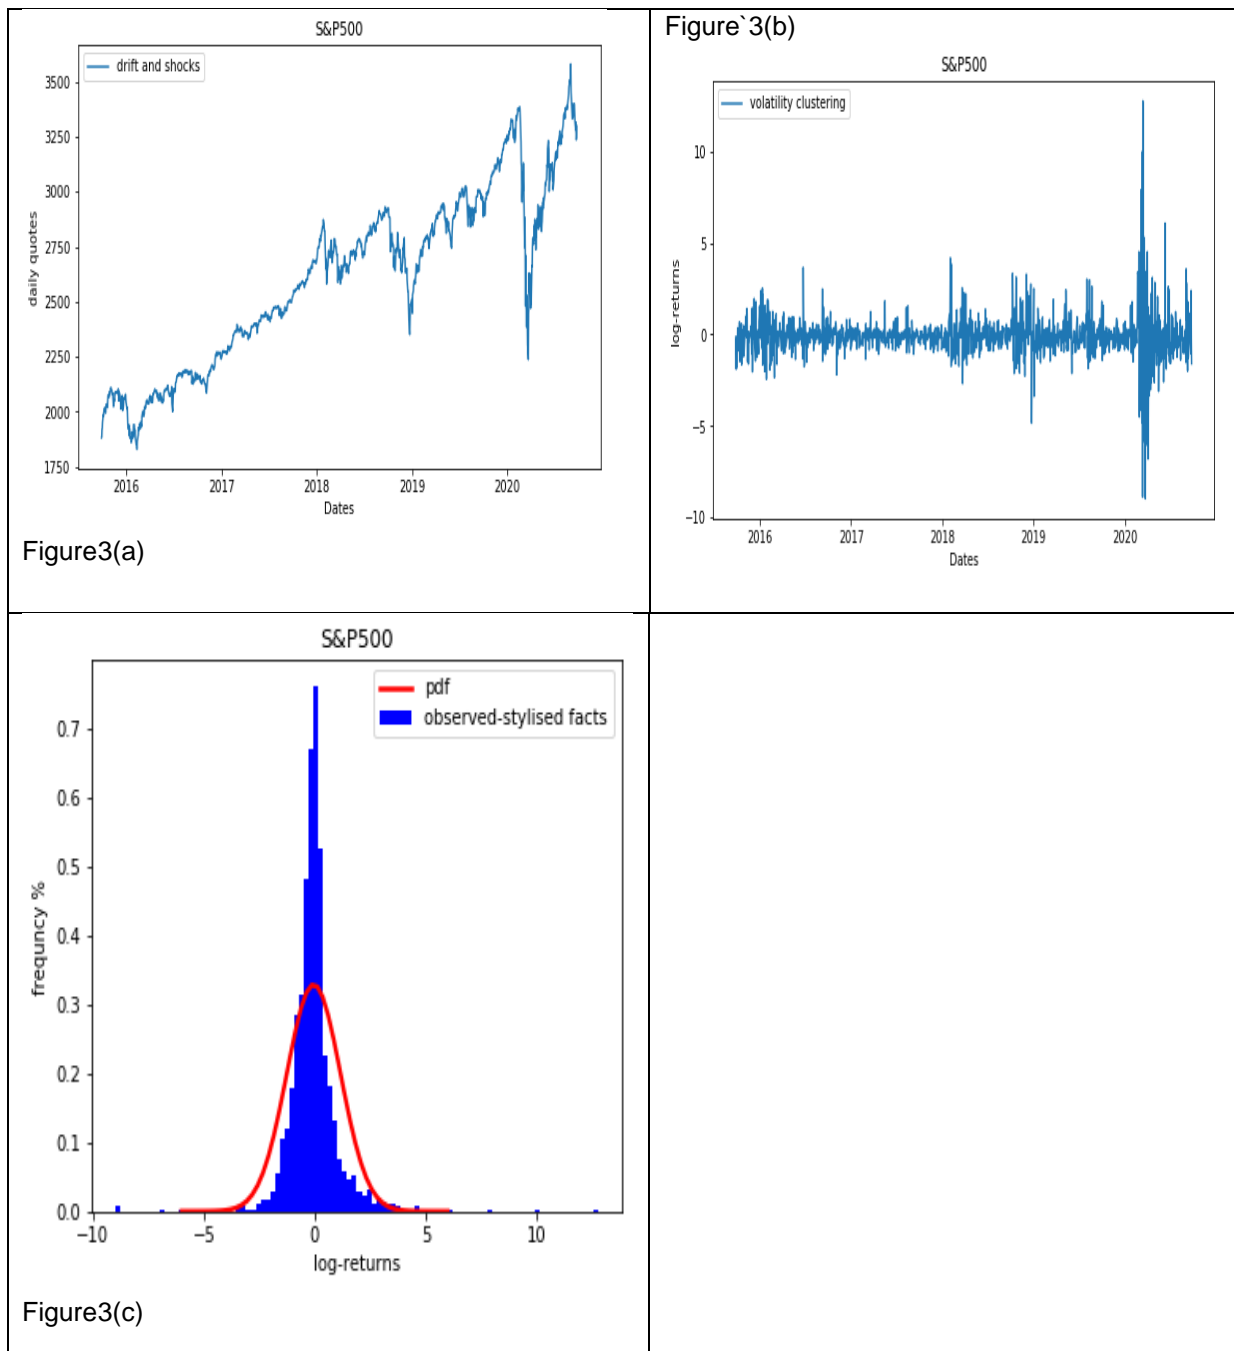 S&P500
drift and shocks
3500
3250
3000
2750
2500
2250
2000
1750
daily quotes
2016 2017 2018 2019 2020
Dates
Figure3(a)
Figure`3(b)
S&P500
volatility clustering
10
5
0
−5
−10
log-returns
2016 2017 2018 2019 2020
Dates
S&P500
pdf
observed-stylised facts
0.7
0.6
0.5
0.4
0.3
0.2
0.1
0.0
frequncy %
−10 −5 0 5 10
log-returns
Figure3(c)